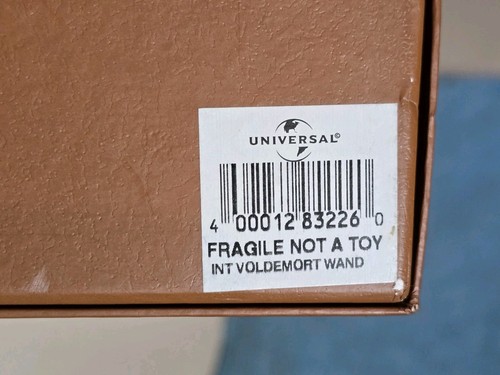 UNIVERSAL®
4 00012 83226 0
FRAGILE NOT A TOY
INT VOLDEMORT WAND